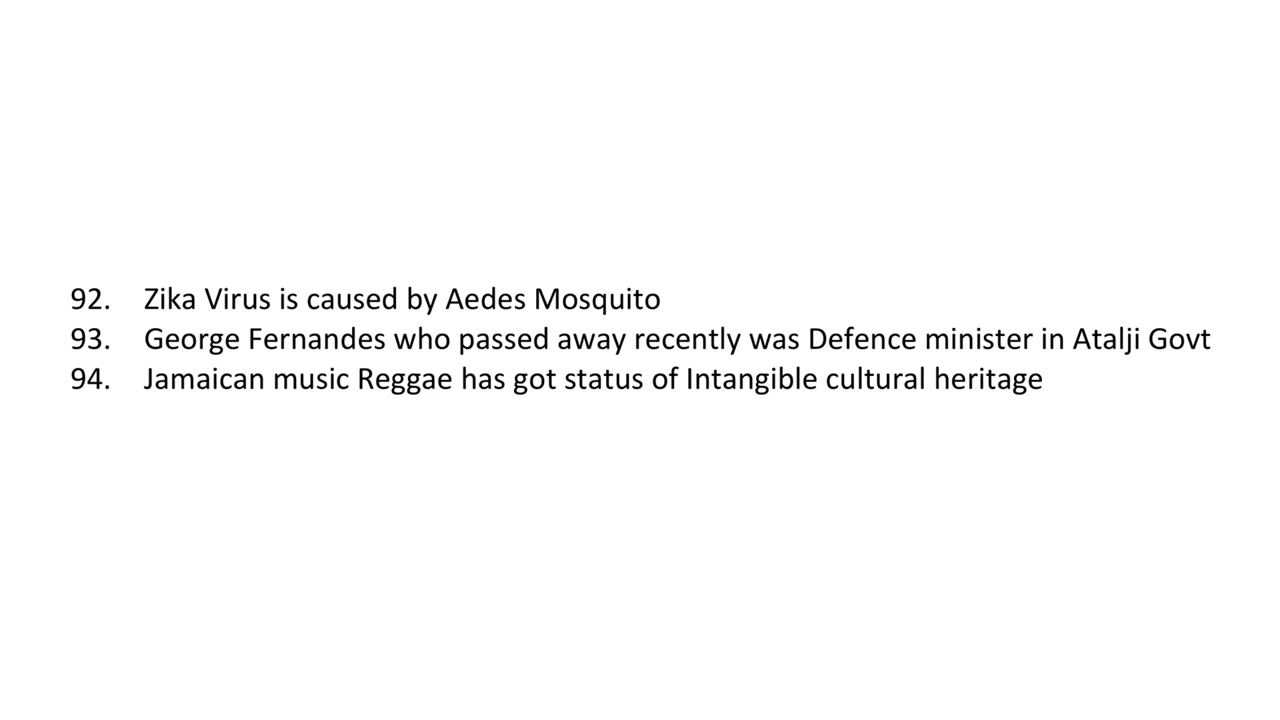 92. Zika Virus is caused by Aedes Mosquito
93. George Fernandes who passed away recently was Defence minister in Atalji Govt
94. Jamaican music Reggae has got status of Intangible cultural heritage